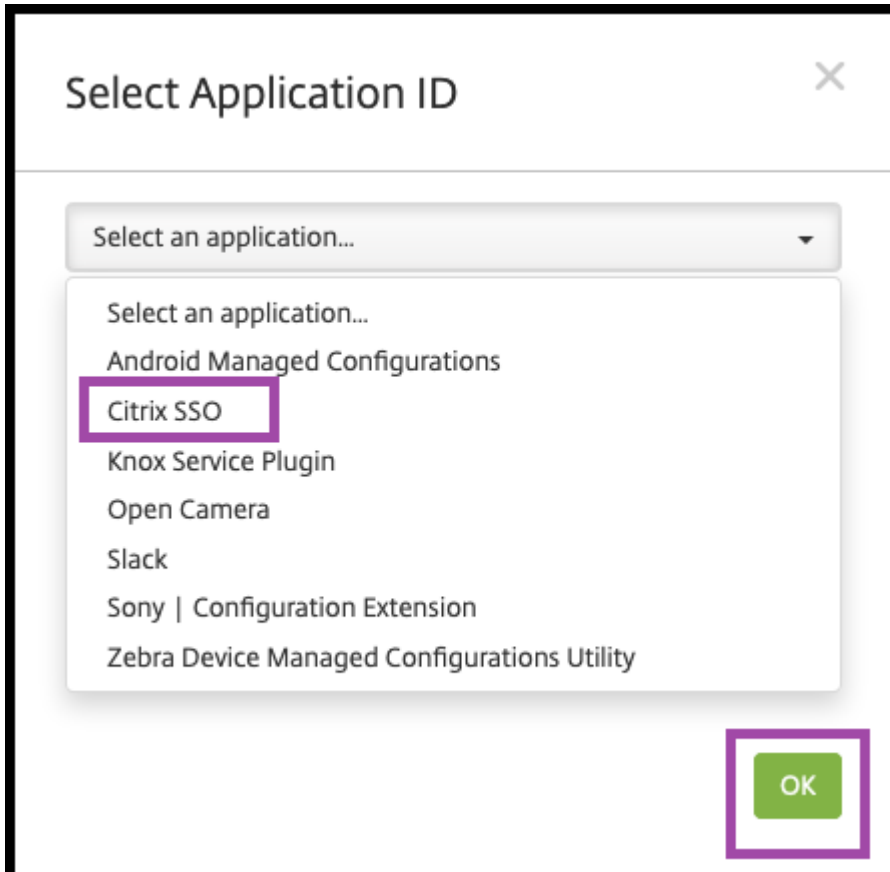 Select Application ID
Select an application...
Select an application...
Android Managed Configurations
Citrix SSO
Knox Service Plugin
Open Camera
Slack
Sony | Configuration Extension
Zebra Device Managed Configurations Utility
OK